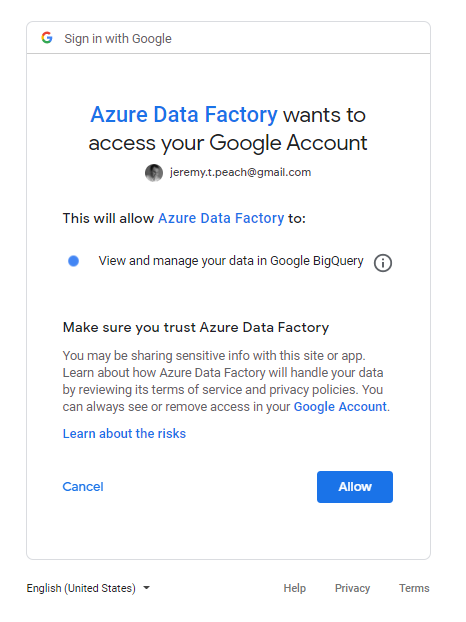 Sign in with Google
Azure Data Factory wants to
access your Google Account
jeremy.t.peach@gmail.com
This will allow Azure Data Factory to:
View and manage your data in Google BigQuery
Make sure you trust Azure Data Factory
You may be sharing sensitive info with this site or app.
Learn about how Azure Data Factory will handle your data
by reviewing its terms of service and privacy policies. You
can always see or remove access in your Google Account.
Learn about the risks
Cancel
Allow
English (United States)
Help
Privacy
Terms